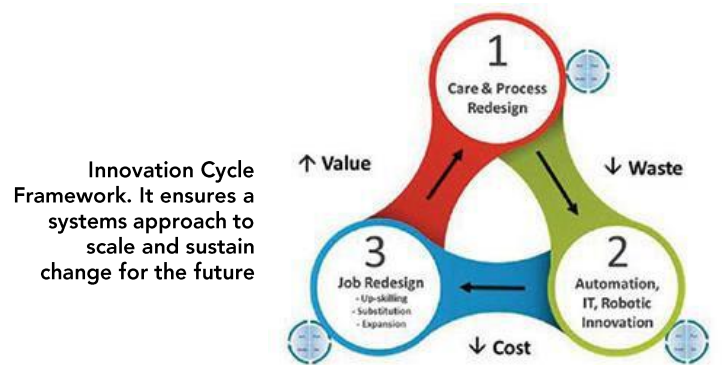 Innovation Cycle
Framework. It ensures a
systems approach to
scale and sustain
change for the future
1
Care & Process
Redesign
↑ Value
↓ Waste
3
Job Redesign
- Up-skilling
- Substitution
- Expansion
2
Automation,
IT, Robotic
Innovation
↓ Cost